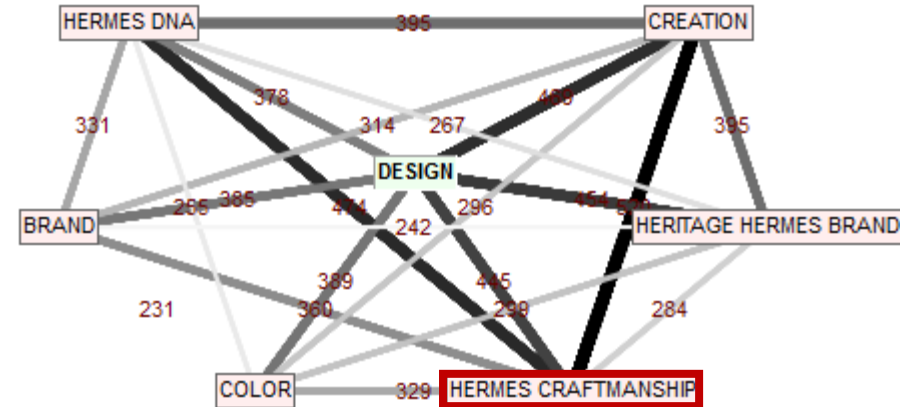 HERMES DNA
395
CREATION
378
331
314
267
395
DESIGN
385
474
296
454
BRAND
242
HERITAGE HERMES BRAND
389
445
231
360
299
284
COLOR
329
HERMES CRAFTMANSHIP